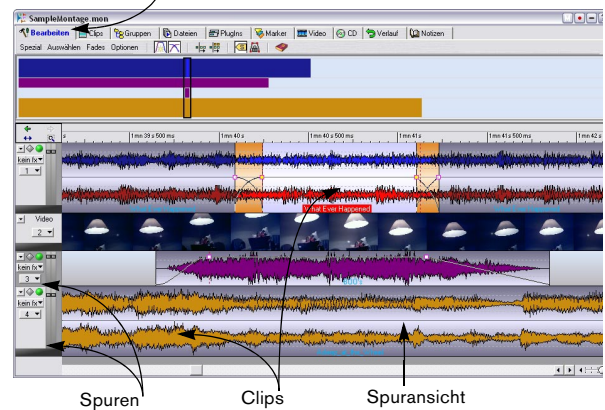 SampleMontage.mon
Bearbeiten Clips Gruppen Dateien PlugIns Marker Video CD Verlauf Notizen
Spezial Auswählen Fades Optionen
s 1 mn 39 s 500 ms 1 mn 40 s 1 mn 40 s 500 ms 1 mn 41 s 1 mn 41 s 500 ms 1 mn 42 s
kein fx
1
What Ever Happened
Video
2
kein fx
3
kein fx
4
Spuren Clips Spuransicht